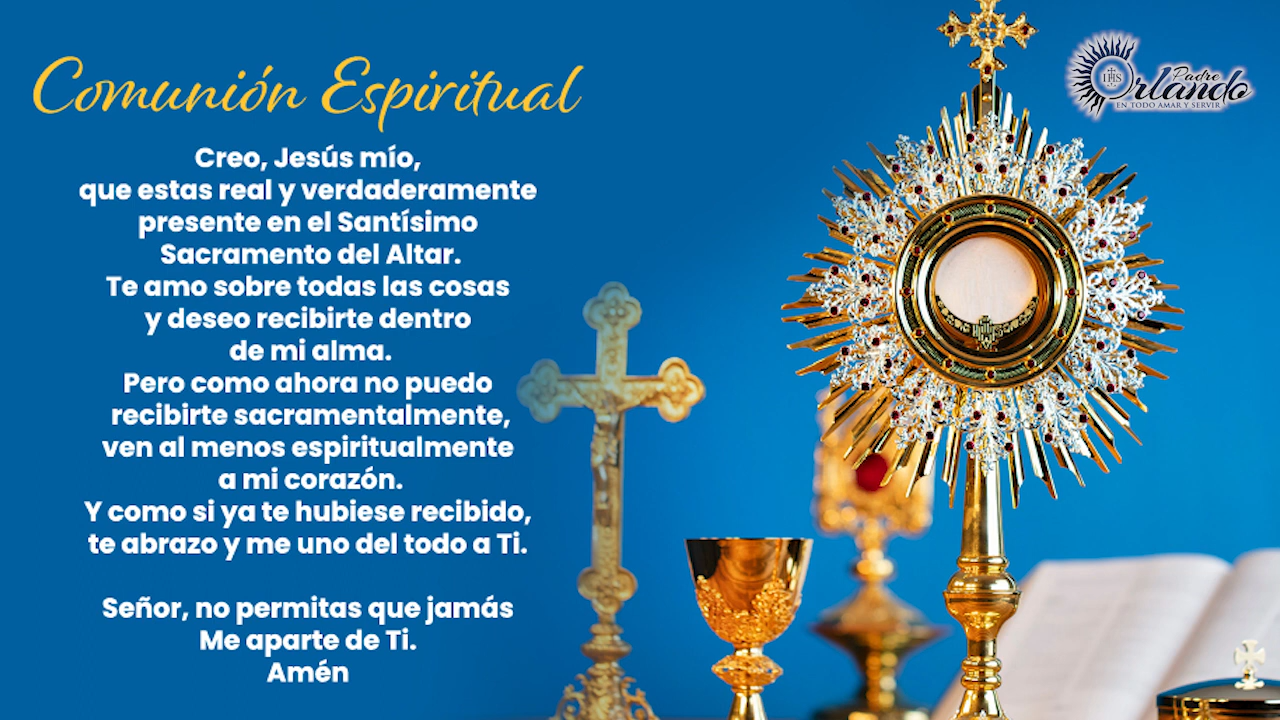 Comunión Espiritual
Creo, Jesús mío,
que estas real y verdaderamente
presente en el Santísimo
Sacramento del Altar.
Te amo sobre todas las cosas
y deseo recibirte dentro
de mi alma.
Pero como ahora no puedo
recibirte sacramentalmente,
ven al menos espiritualmente
a mi corazón.
Y como si ya te hubiese recibido,
te abrazo y me uno del todo a Ti.
Señor, no permitas que jamás
Me aparte de Ti.
Amén
IHS
Padre
Orlando
EN TODO AMAR Y SERVIR